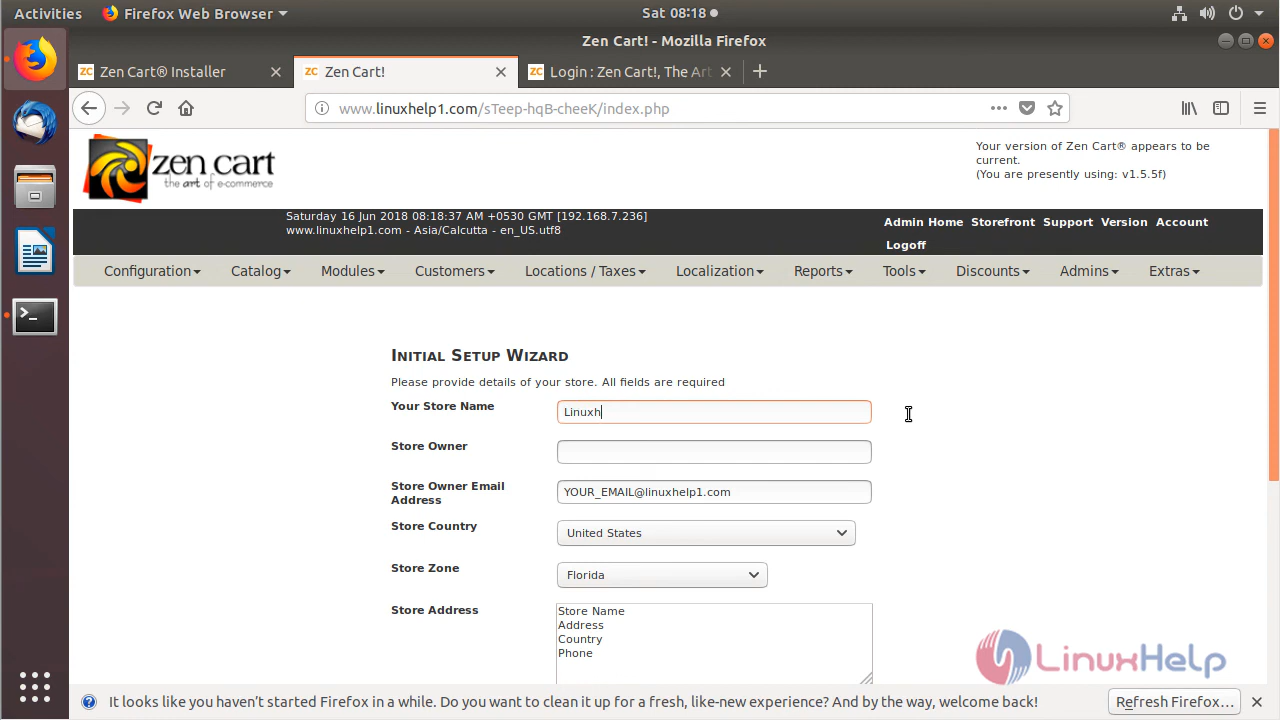 Activities Firefox Web Browser Sat 08:18
Zen Cart! - Mozilla Firefox
ZC Zen Cart® Installer ZC Zen Cart! ZC Login : Zen Cart!, The Art
www.linuxhelp1.com/sTeep-hqB-cheeK/index.php
zen cart
the art of e-commerce
Your version of Zen Cart® appears to be
current.
(You are presently using: v1.5.5f)
Saturday 16 Jun 2018 08:18:37 AM +0530 GMT [192.168.7.236]
www.linuxhelp1.com - Asia/Calcutta - en_US.utf8
Admin Home Storefront Support Version Account
Logoff
Configuration Catalog Modules Customers Locations / Taxes Localization Reports Tools Discounts Admins Extras
Initial Setup Wizard
Please provide details of your store. All fields are required
Your Store Name Linuxh
Store Owner
Store Owner Email
Address
YOUR_EMAIL@linuxhelp1.com
Store Country United States
Store Zone Florida
Store Address
Store Name
Address
Country
Phone
LinuxHelp
It looks like you haven't started Firefox in a while. Do you want to clean it up for a fresh, like-new experience? And by the way, welcome back! Refresh Firefox...